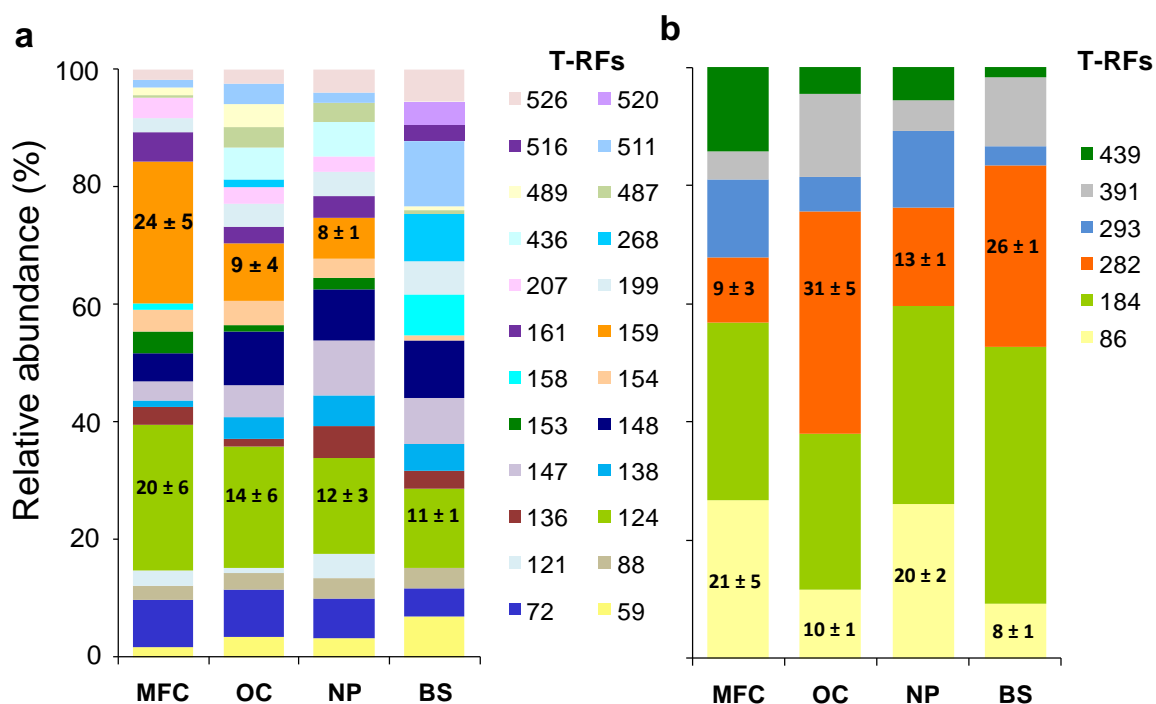 a
Relative abundance (%)
100
80
60
40
20
0
24 ± 5
9 ± 4
8 ± 1
20 ± 6
14 ± 6
12 ± 3
11 ± 1
MFC OC NP BS
T-RFs
526 520
516 511
489 487
436 268
207 199
161 159
158 154
153 148
147 138
136 124
121 88
72 59
b
9 ± 3
31 ± 5
13 ± 1
26 ± 1
21 ± 5
10 ± 1
20 ± 2
8 ± 1
MFC OC NP BS
T-RFs
439
391
293
282
184
86